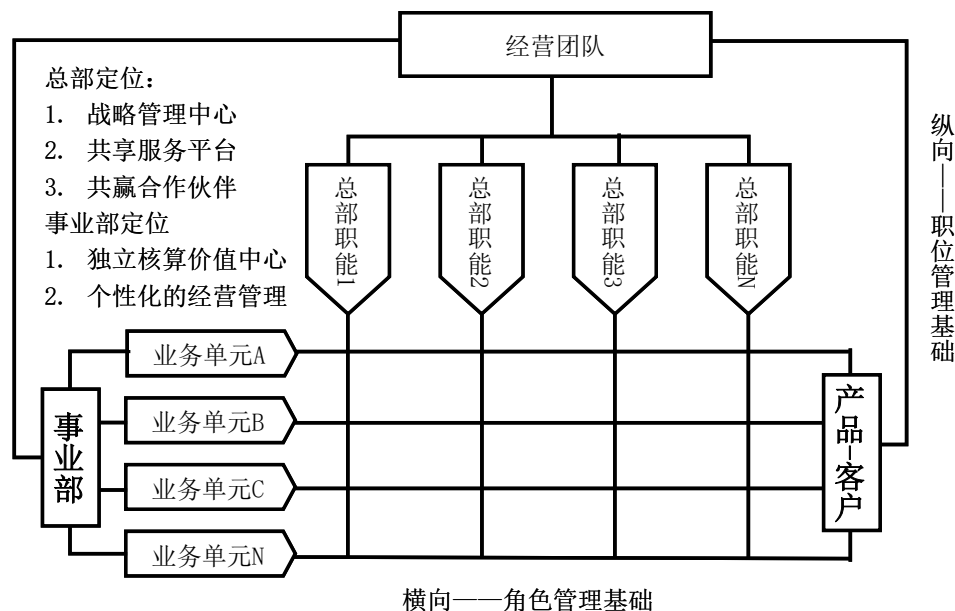 经营团队
总部定位：
1. 战略管理中心
2. 共享服务平台
3. 共赢合作伙伴
事业部定位
1. 独立核算价值中心
2. 个性化的经营管理
总部职能1
总部职能2
总部职能3
总部职能N
纵向——职位管理基础
事业部
业务单元A
业务单元B
业务单元C
业务单元N
产品-客户
横向——角色管理基础